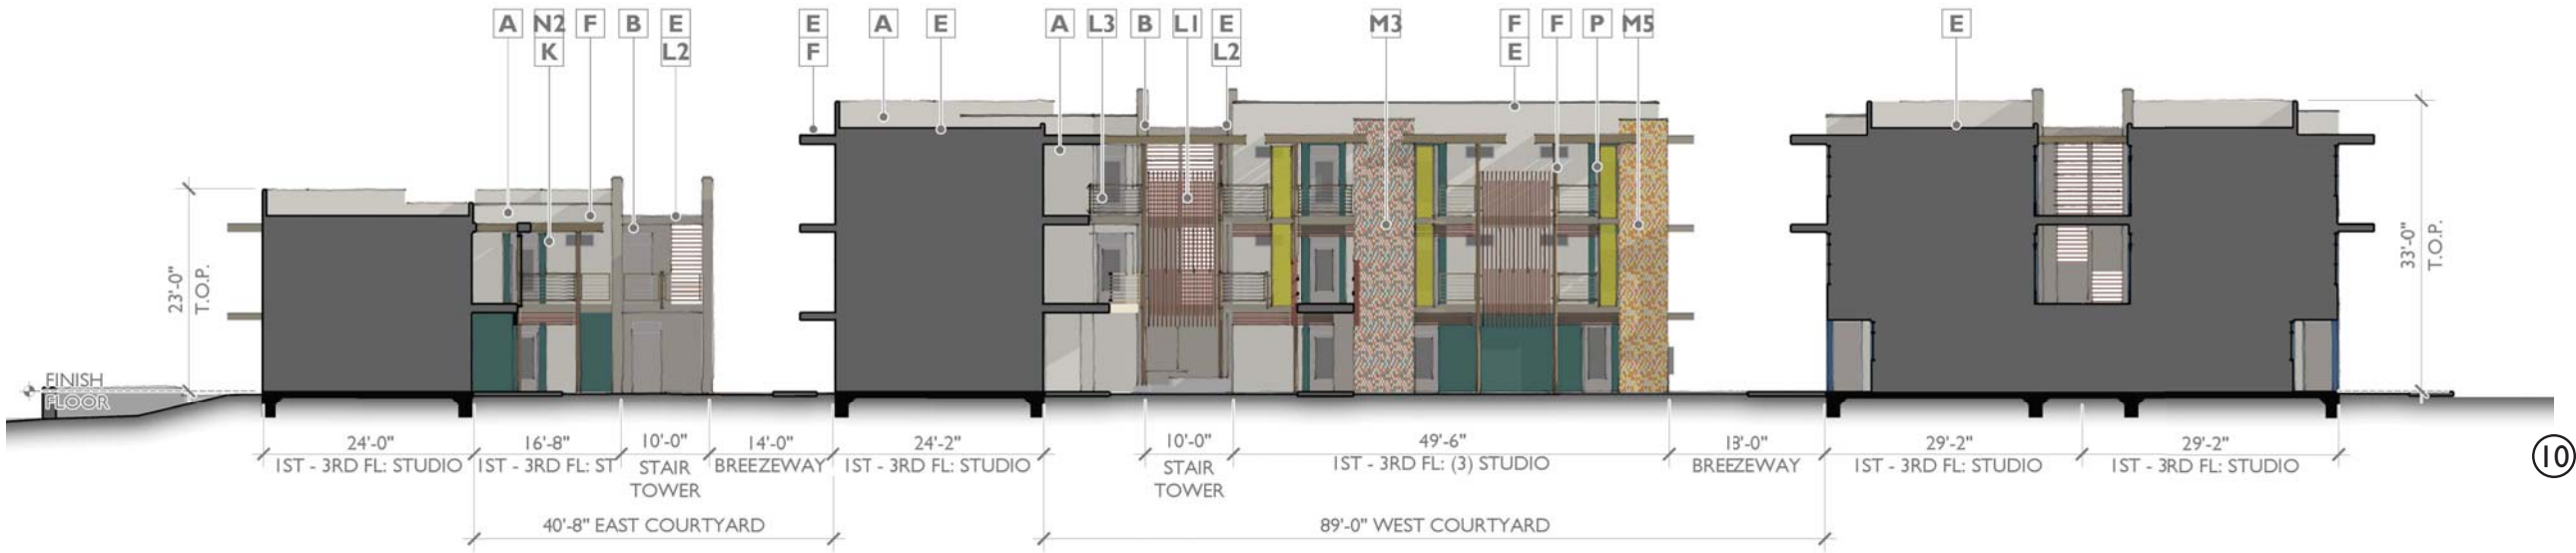 A N2 F B E E A E A L3 B L1 E M3 F F P M5 E
K L2 F L2 E
23'-0"
T.O.P.
33'-0"
T.O.P.
FINISH
FLOOR
24'-0" 16'-8" 10'-0" 14'-0" 24'-2" 10'-0" 49'-6" 13'-0" 29'-2" 29'-2"
1ST - 3RD FL: STUDIO 1ST - 3RD FL: ST STAIR BREEZEWAY 1ST - 3RD FL: STUDIO STAIR 1ST - 3RD FL: (3) STUDIO BREEZEWAY 1ST - 3RD FL: STUDIO 1ST - 3RD FL: STUDIO
TOWER TOWER
40'-8" EAST COURTYARD 89'-0" WEST COURTYARD
10